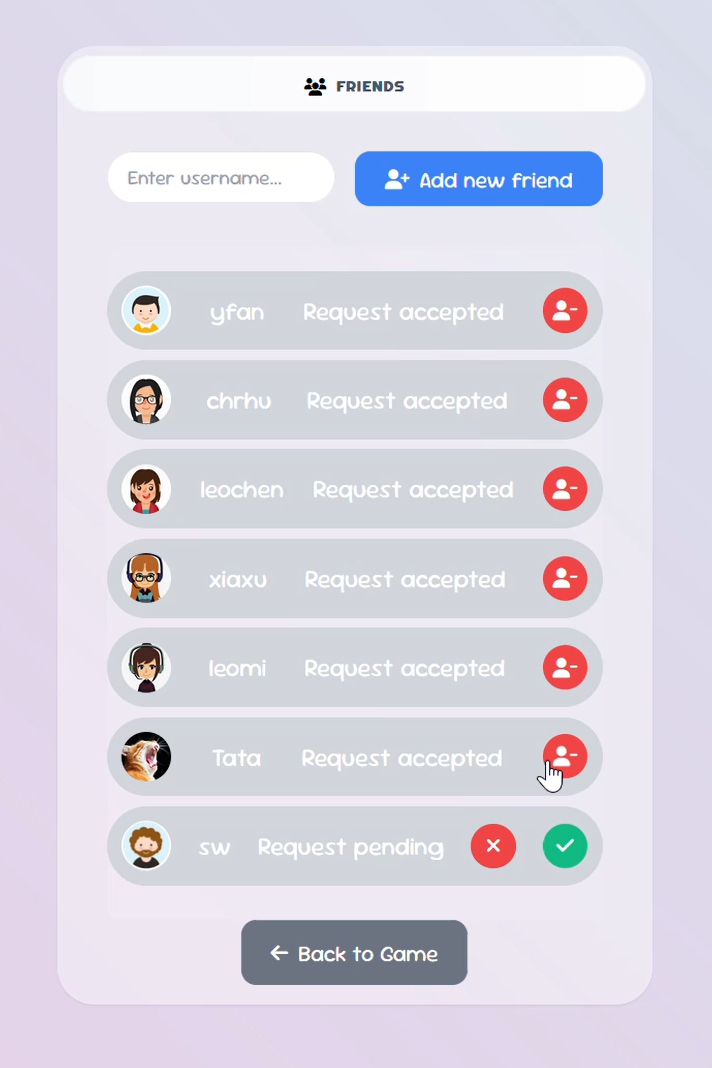 FRIENDS
Enter username...
Add new friend
yfan Request accepted
chrhu Request accepted
leochen Request accepted
xiaxu Request accepted
leomi Request accepted
Tata Request accepted
sw Request pending
Back to Game